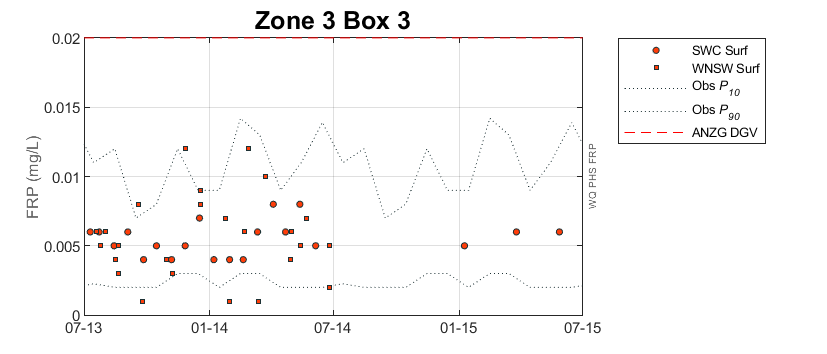 Zone 3 Box 3
0.02
0.015
0.01
0.005
0
FRP (mg/L)
07-13
01-14
07-14
01-15
07-15
WQ PHS FRP
SWC Surf
WNSW Surf
Obs P10
Obs P90
ANZG DGV